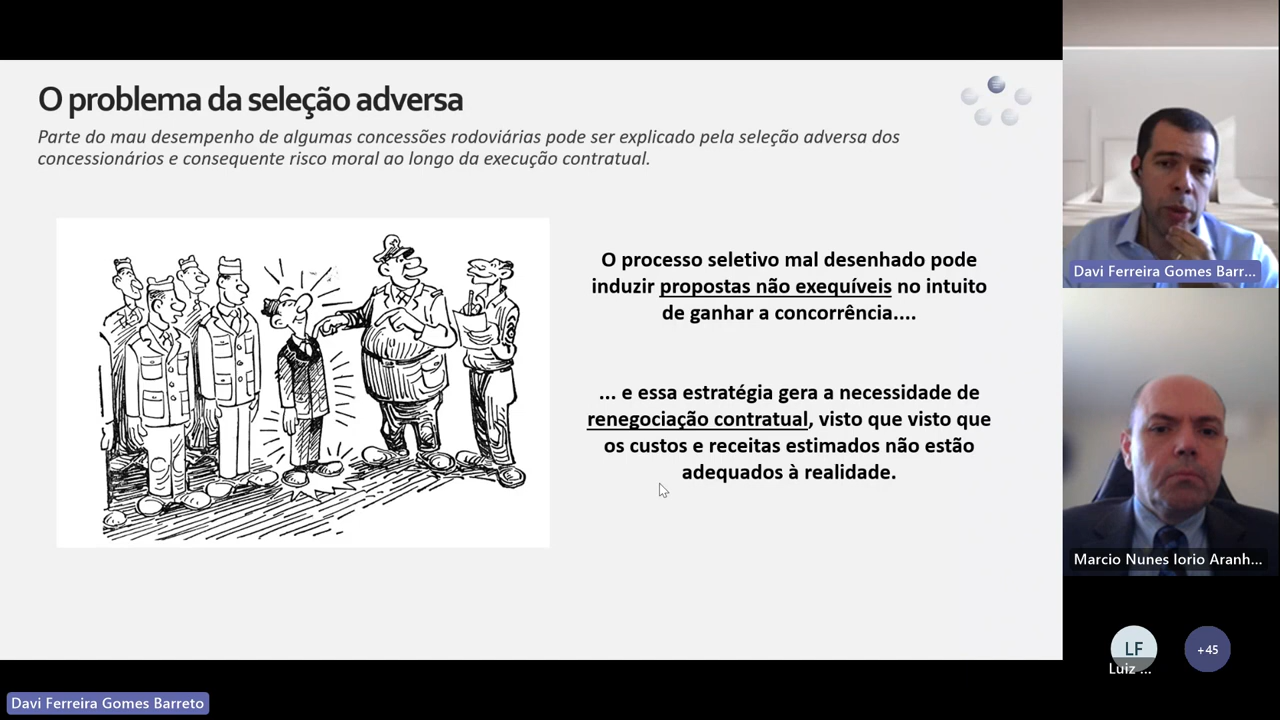 O problema da seleção adversa
Parte do mau desempenho de algumas concessões rodoviárias pode ser explicado pela seleção adversa dos
concessionários e consequente risco moral ao longo da execução contratual.
O processo seletivo mal desenhado pode
induzir propostas não exequíveis no intuito
de ganhar a concorrência....
... e essa estratégia gera a necessidade de
renegociação contratual, visto que visto que
os custos e receitas estimados não estão
adequados à realidade.
Davi Ferreira Gomes Barr...
Marcio Nunes Iorio Aranh...
LF
Luiz ...
+45
Davi Ferreira Gomes Barreto